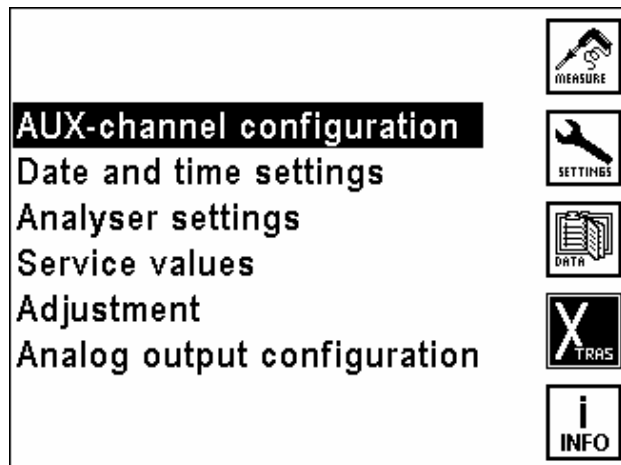 AUX-channel configuration
Date and time settings
Analyser settings
Service values
Adjustment
Analog output configuration
MEASURE
SETTINGS
DATA
XTRAS
i
INFO